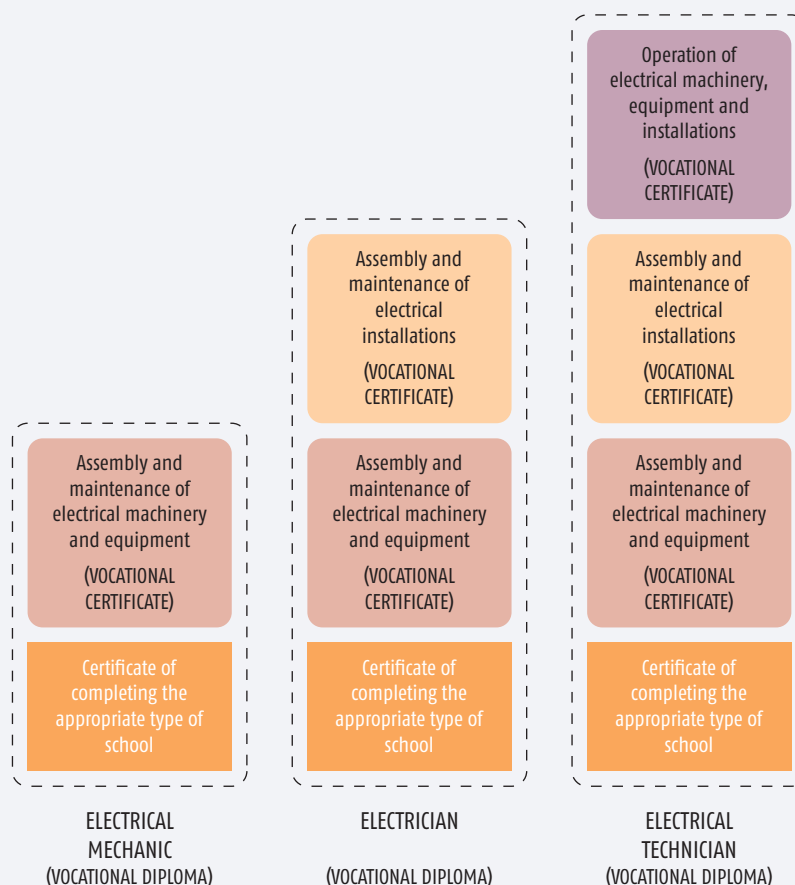 Assembly and
maintenance of
electrical machinery
and equipment
(VOCATIONAL
CERTIFICATE)
Certificate of
completing the
appropriate type of
school
ELECTRICAL
MECHANIC
(VOCATIONAL DIPLOMA)
Assembly and
maintenance of
electrical
installations
(VOCATIONAL
CERTIFICATE)
Assembly and
maintenance of
electrical machinery
and equipment
(VOCATIONAL
CERTIFICATE)
Certificate of
completing the
appropriate type of
school
ELECTRICIAN
(VOCATIONAL DIPLOMA)
Operation of
electrical machinery,
equipment and
installations
(VOCATIONAL
CERTIFICATE)
Assembly and
maintenance of
electrical
installations
(VOCATIONAL
CERTIFICATE)
Assembly and
maintenance of
electrical machinery
and equipment
(VOCATIONAL
CERTIFICATE)
Certificate of
completing the
appropriate type of
school
ELECTRICAL
TECHNICIAN
(VOCATIONAL DIPLOMA)